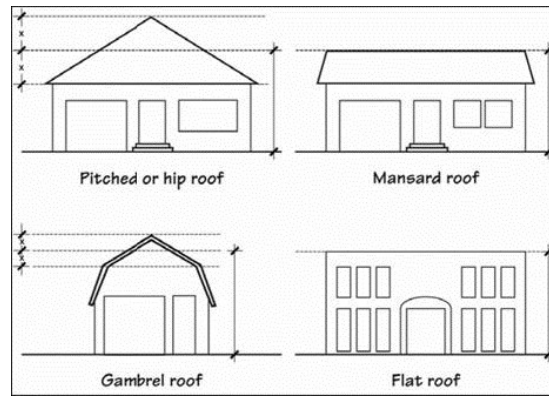 x
x
Pitched or hip roof
Mansard roof
x
x
Gambrel roof
Flat roof